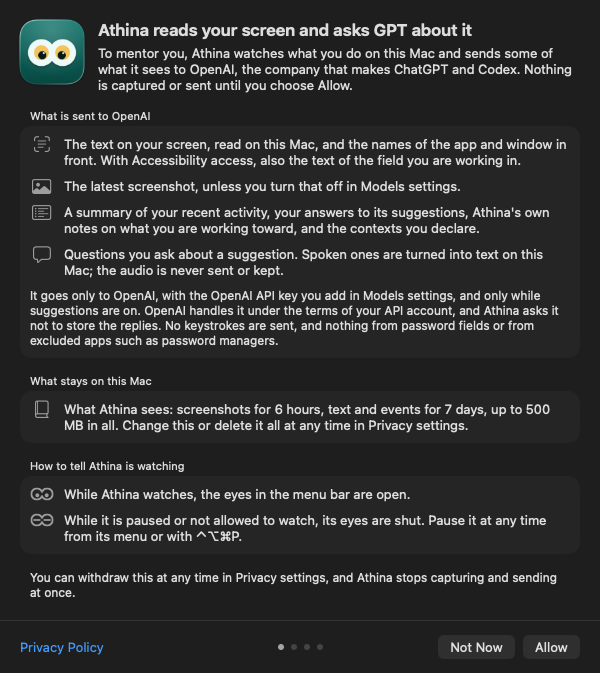 Athina reads your screen and asks GPT about it
To mentor you, Athina watches what you do on this Mac and sends some of
what it sees to OpenAI, the company that makes ChatGPT and Codex. Nothing
is captured or sent until you choose Allow.
What is sent to OpenAI
The text on your screen, read on this Mac, and the names of the app and window in
front. With Accessibility access, also the text of the field you are working in.
The latest screenshot, unless you turn that off in Models settings.
A summary of your recent activity, your answers to its suggestions, Athina's own
notes on what you are working toward, and the contexts you declare.
Questions you ask about a suggestion. Spoken ones are turned into text on this
Mac; the audio is never sent or kept.
It goes only to OpenAI, with the OpenAI API key you add in Models settings, and only while
suggestions are on. OpenAI handles it under the terms of your API account, and Athina asks it
not to store the replies. No keystrokes are sent, and nothing from password fields or from
excluded apps such as password managers.
What stays on this Mac
What Athina sees: screenshots for 6 hours, text and events for 7 days, up to 500
MB in all. Change this or delete it all at any time in Privacy settings.
How to tell Athina is watching
While Athina watches, the eyes in the menu bar are open.
While it is paused or not allowed to watch, its eyes are shut. Pause it at any time
from its menu or with ⌃⌥⌘P.
You can withdraw this at any time in Privacy settings, and Athina stops capturing and sending
at once.
Privacy Policy
Not Now
Allow